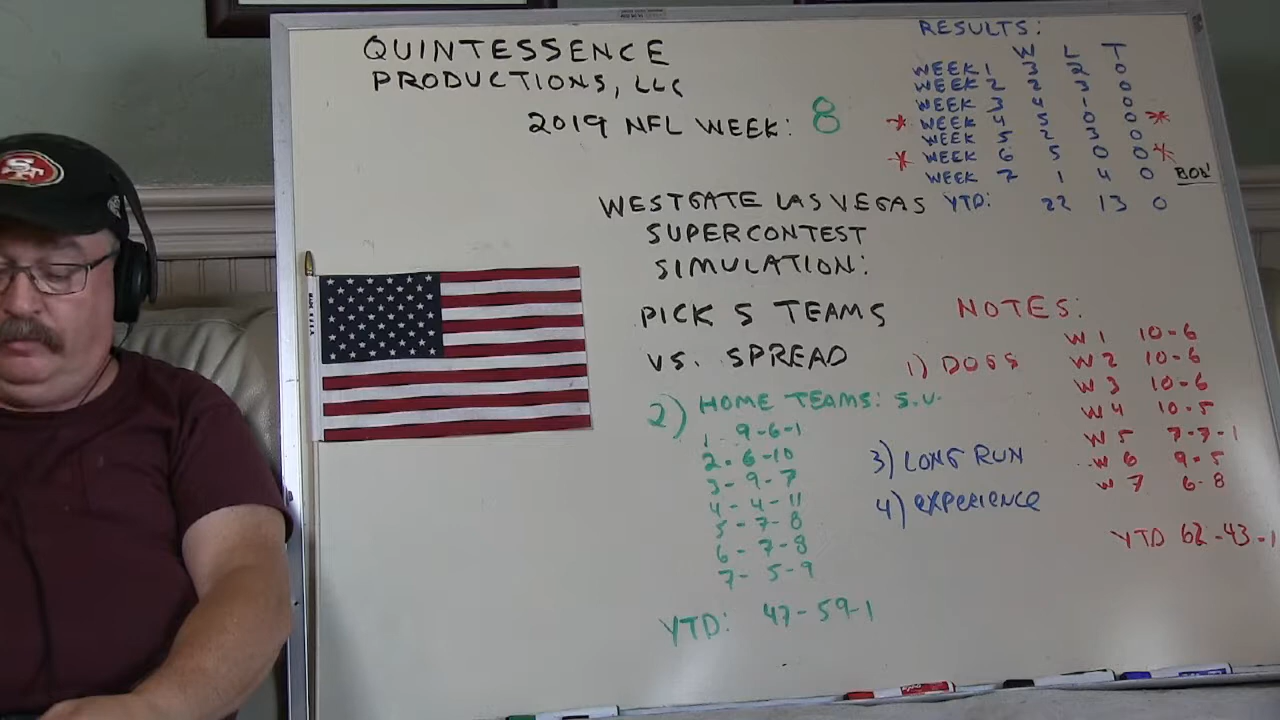 QUINTESSENCE
PRODUCTIONS, LLC
2019 NFL WEEK: 8
WESTGATE LAS VEGAS
SUPERCONTEST
SIMULATION:
PICK 5 TEAMS
VS. SPREAD
RESULTS:
W L T
WEEK 1 3 2 0
WEEK 2 2 3 0
WEEK 3 4 1 0
* WEEK 4 5 0 0 *
WEEK 5 2 3 0
* WEEK 6 5 0 0 *
WEEK 7 1 4 0
YTD: 22 13 0
NOTES:
1) DOGS
W 1 10-6
W 2 10-6
W 3 10-6
W 4 10-5
W 5 7-7-1
W 6 9-5
W 7 6-8
YTD 62-43-1
2) HOME TEAMS: S.U.
1 9-6-1
2-6-10
3-9-7
4-4-11
5-7-8
6-7-8
7-5-9
YTD: 47-59-1
3) LONG RUN
4) EXPERIENCE
SF